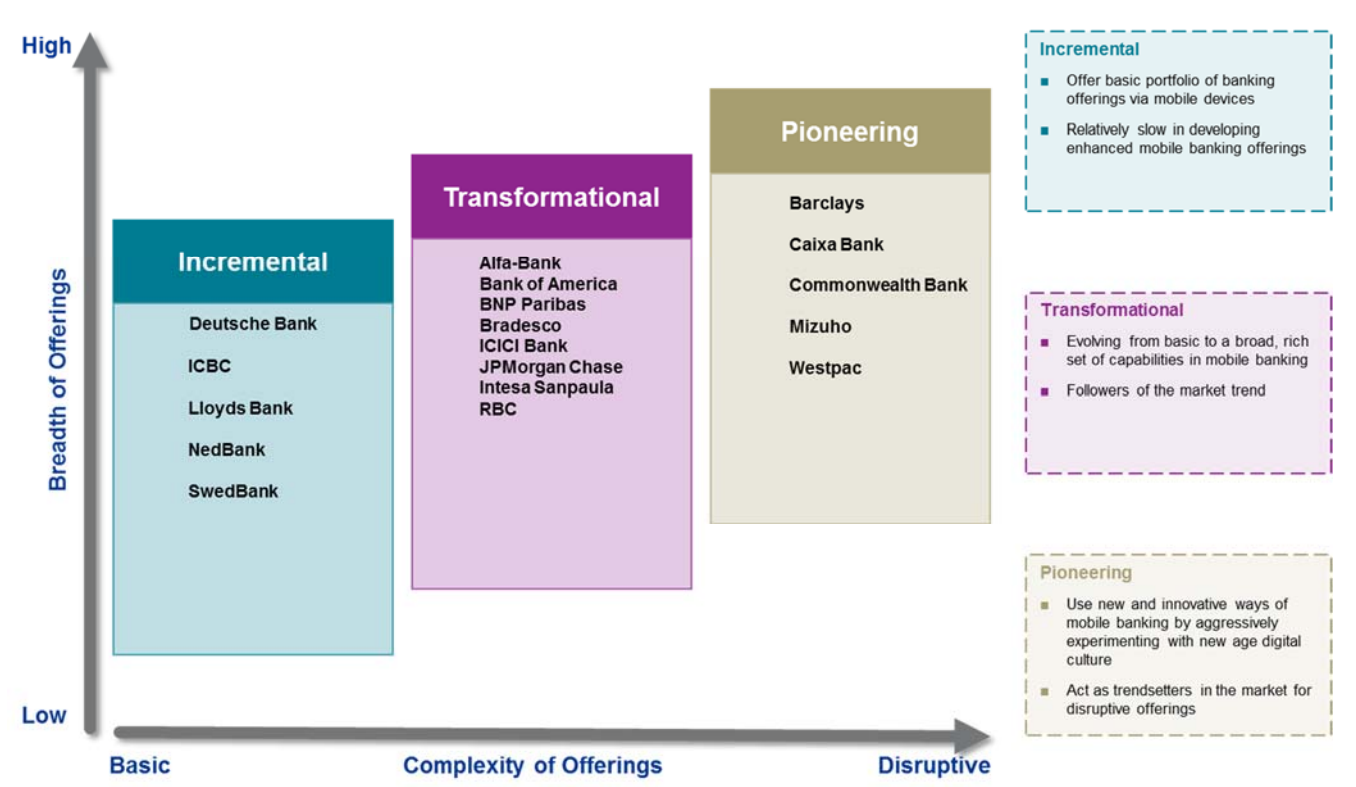 High
Breadth of Offerings
Low
Incremental
Deutsche Bank
ICBC
Lloyds Bank
NedBank
SwedBank
Transformational
Alfa-Bank
Bank of America
BNP Paribas
Bradesco
ICICI Bank
JPMorgan Chase
Intesa Sanpaula
RBC
Pioneering
Barclays
Caixa Bank
Commonwealth Bank
Mizuho
Westpac
Basic
Complexity of Offerings
Disruptive
Incremental
■ Offer basic portfolio of banking
offerings via mobile devices
■ Relatively slow in developing
enhanced mobile banking offerings
Transformational
■ Evolving from basic to a broad, rich
set of capabilities in mobile banking
■ Followers of the market trend
Pioneering
■ Use new and innovative ways of
mobile banking by aggressively
experimenting with new age digital
culture
■ Act as trendsetters in the market for
disruptive offerings